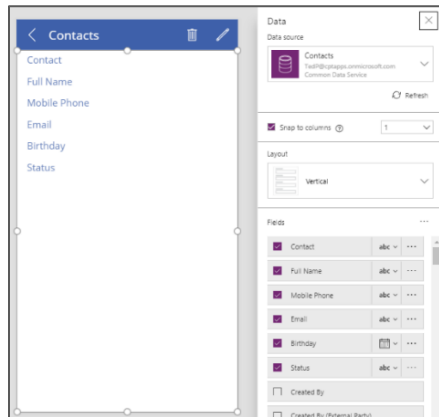 Contacts
Contact
Full Name
Mobile Phone
Email
Birthday
Status
Data
Data source
Contacts
Common Data Service
Refresh
Snap to columns
1
Layout
Vertical
Fields
Contact abc
Full Name abc
Mobile Phone abc
Email abc
Birthday
Status abc
Created By
Created By (External Party)